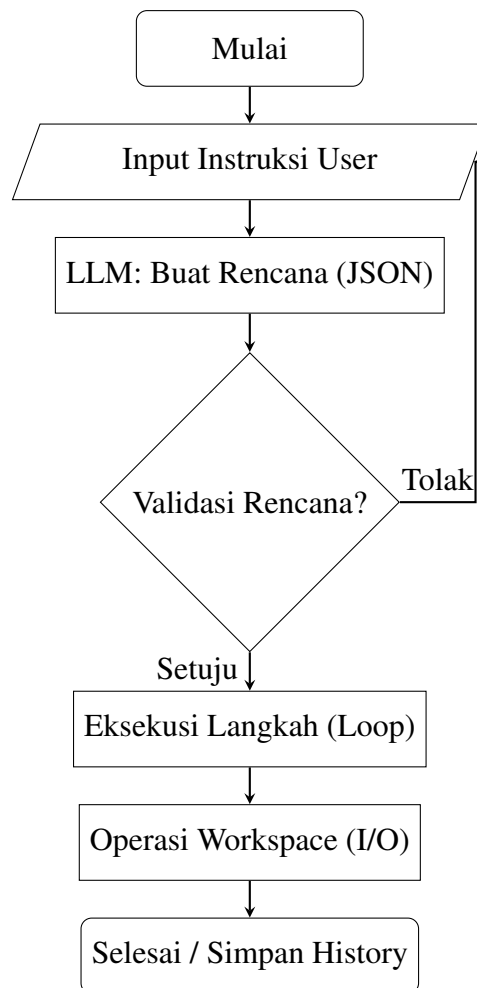 Mulai
Input Instruksi User
LLM: Buat Rencana (JSON)
Tolak
Validasi Rencana?
Setuju
Eksekusi Langkah (Loop)
Operasi Workspace (I/O)
Selesai / Simpan History